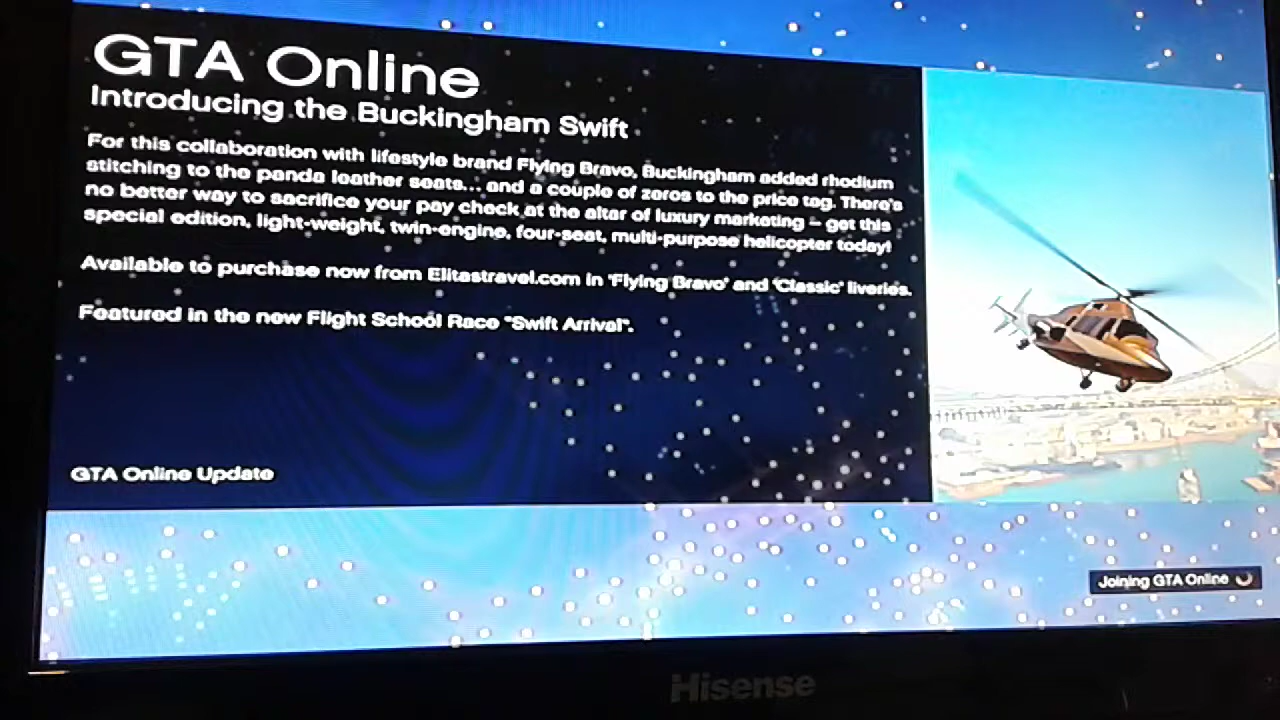 GTA Online
Introducing the Buckingham Swift
For this collaboration with lifestyle brand Flying Bravo, Buckingham added rhodium
stitching to the panda leather seats... and a couple of zeros to the price tag. There's
no better way to sacrifice your pay check at the altar of luxury marketing – get this
special edition, light-weight, twin-engine, four-seat, multi-purpose helicopter today!
Available to purchase now from Elitastravel.com in 'Flying Bravo' and 'Classic' liveries.
Featured in the new Flight School Race "Swift Arrival".
GTA Online Update
Joining GTA Online
Hisense